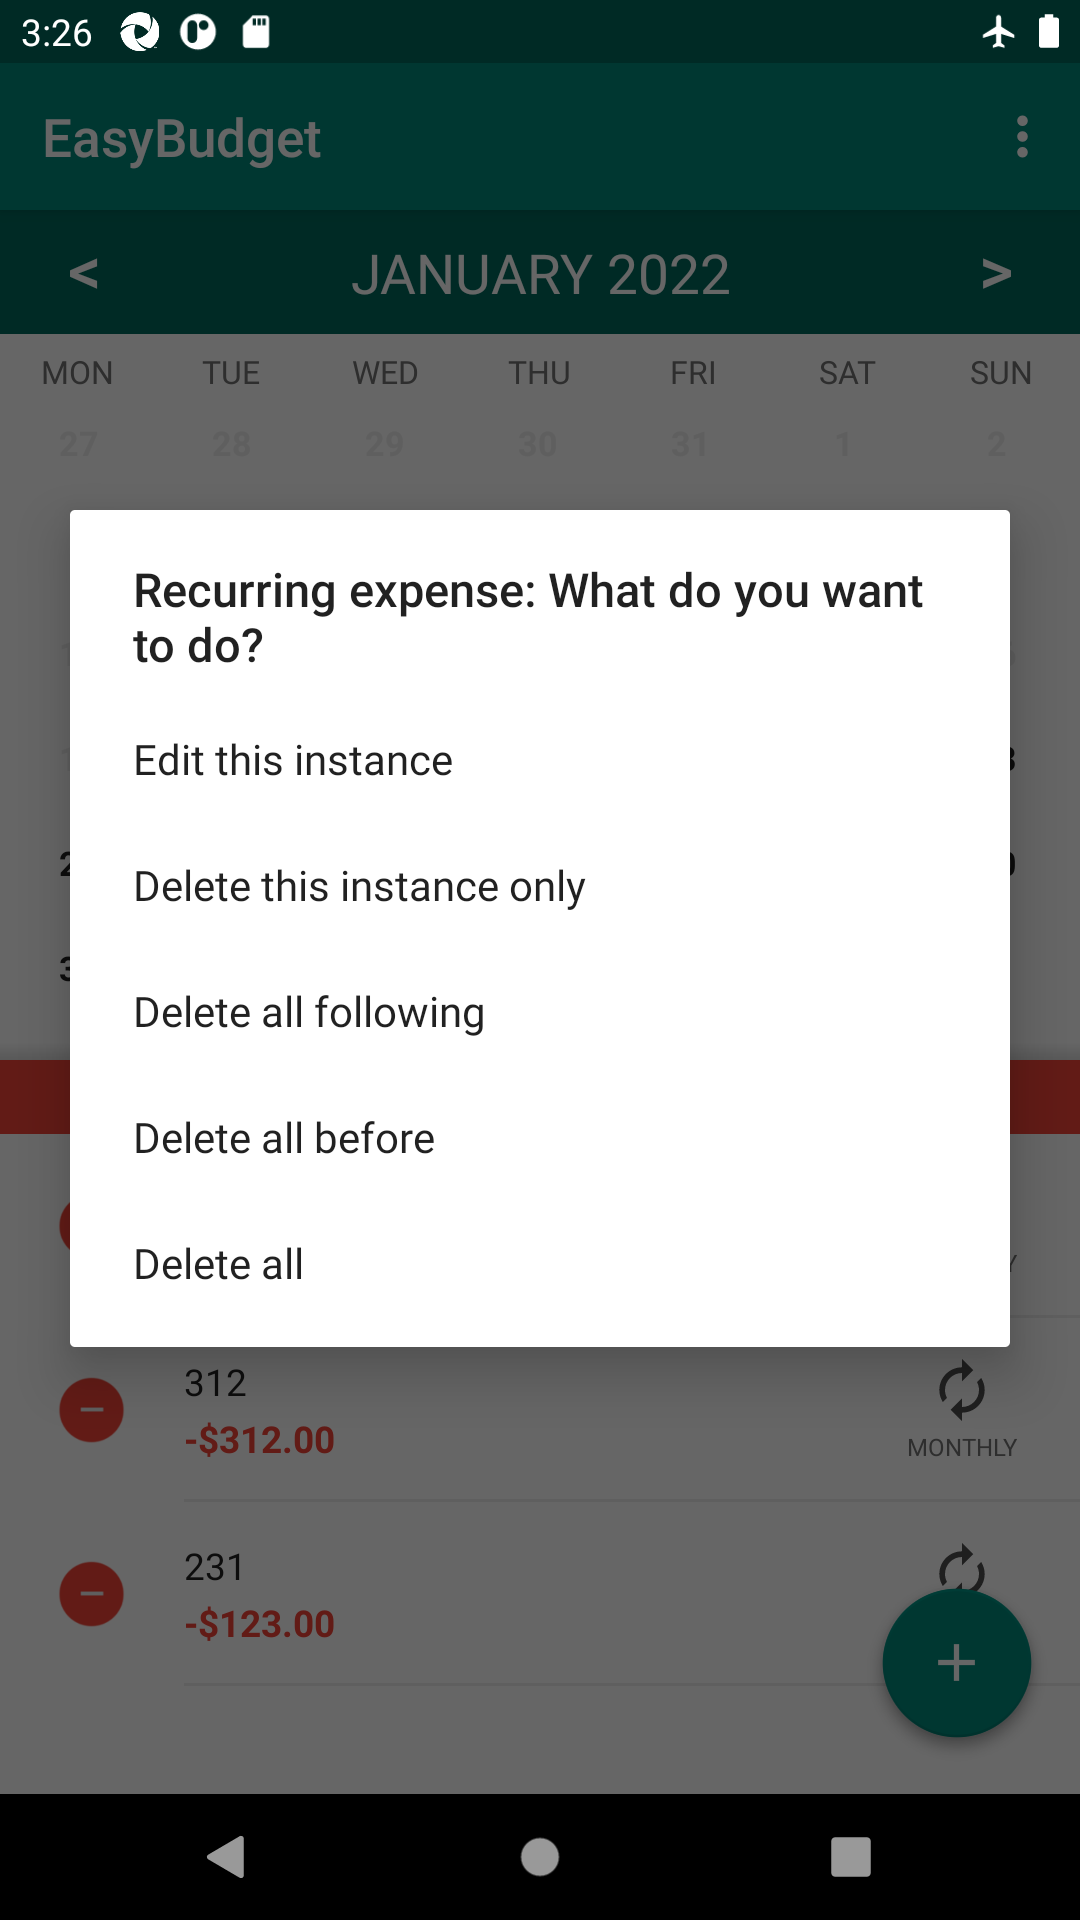 3:26
EasyBudget
< JANUARY 2022 >
MON TUE WED THU FRI SAT SUN
27 28 29 30 31 1 2
Recurring expense: What do you want
to do?
Edit this instance
Delete this instance only
Delete all following
Delete all before
Delete all
312
-$312.00
MONTHLY
231
-$123.00